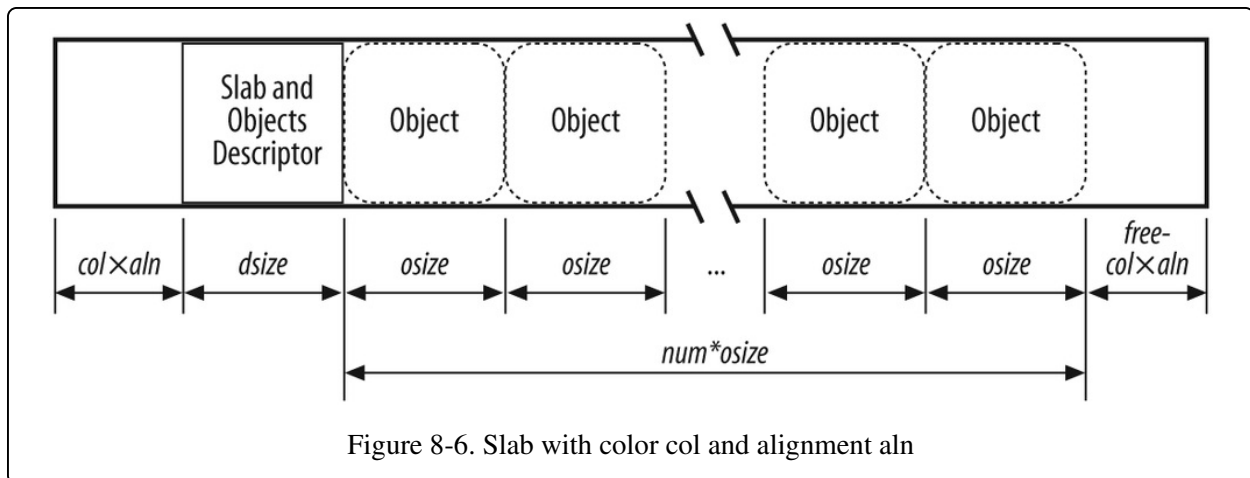 Slab and
Objects
Descriptor
Object
Object
Object
Object
col×aln
dsize
osize
osize
...
osize
osize
free-
col×aln
num*osize
Figure 8-6. Slab with color col and alignment aln